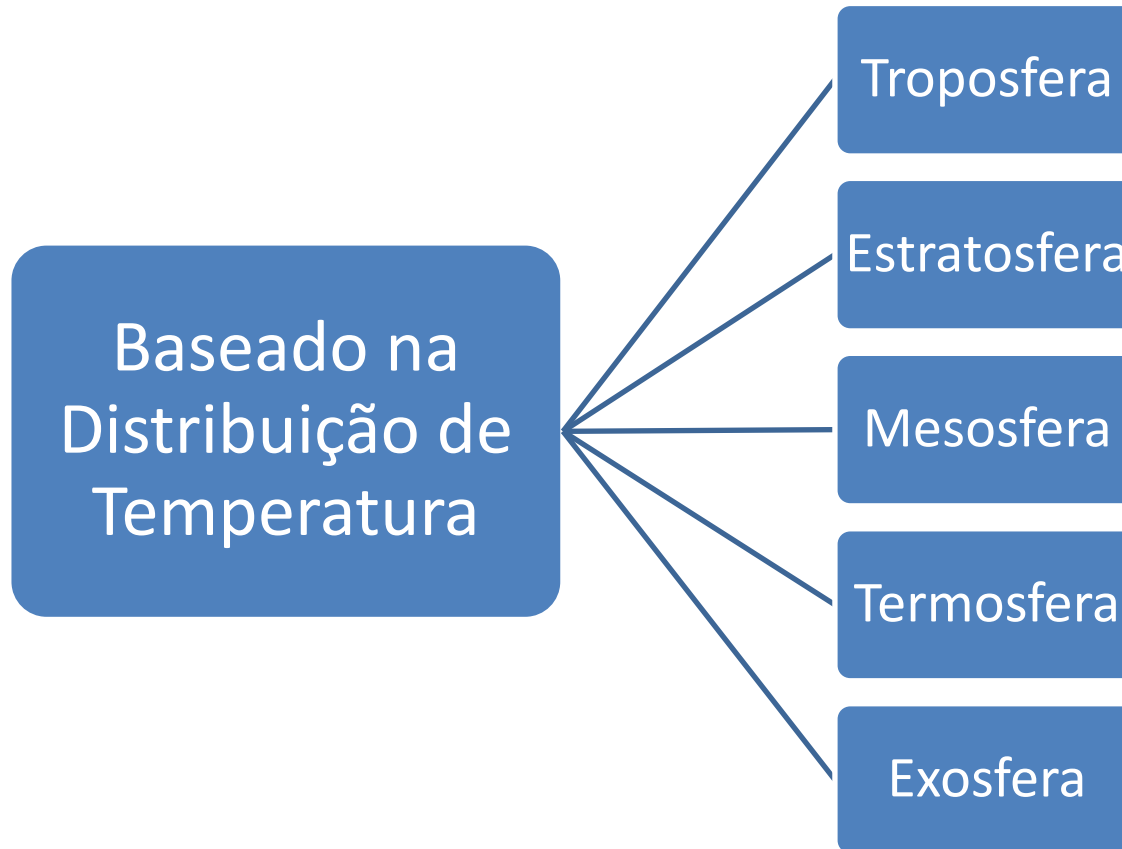 Baseado na
Distribuição de
Temperatura
Troposfera
Estratosfera
Mesosfera
Termosfera
Exosfera